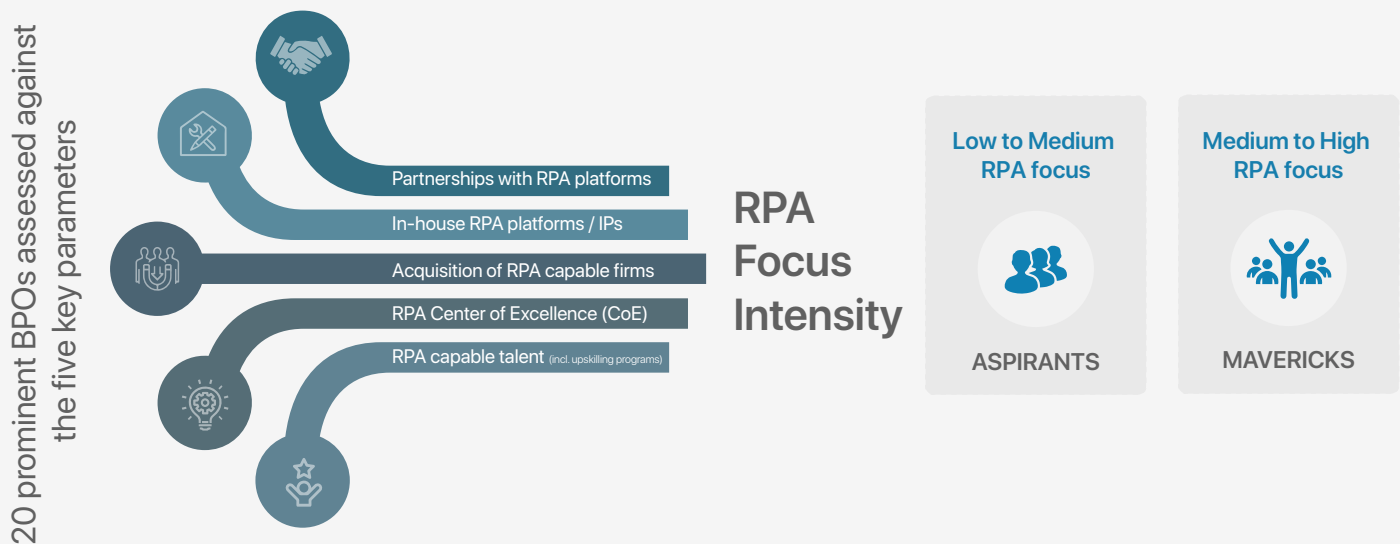 20 prominent BPOs assessed against
the five key parameters
Partnerships with RPA platforms
In-house RPA platforms / IPs
Acquisition of RPA capable firms
RPA Center of Excellence (CoE)
RPA capable talent (incl. upskilling programs)
RPA
Focus
Intensity
Low to Medium
RPA focus
ASPIRANTS
Medium to High
RPA focus
MAVERICKS